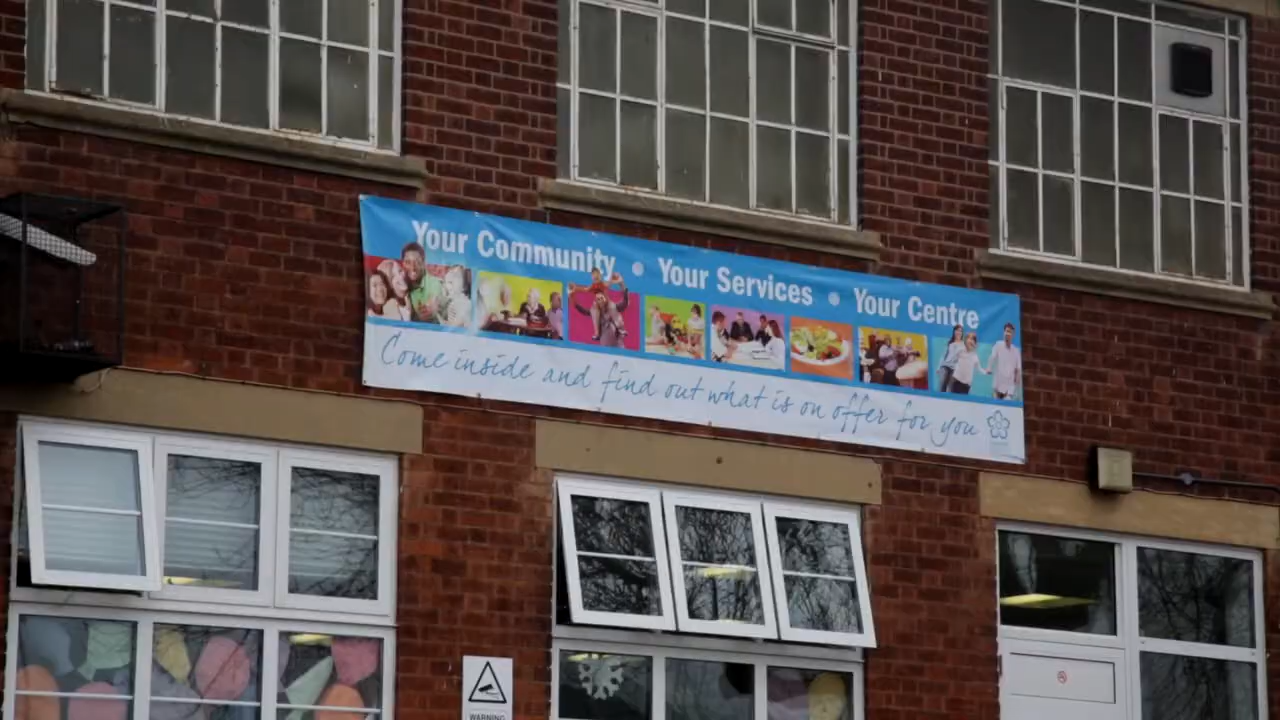 Your Community • Your Services • Your Centre
Come inside and find out what is on offer for you
WARNING